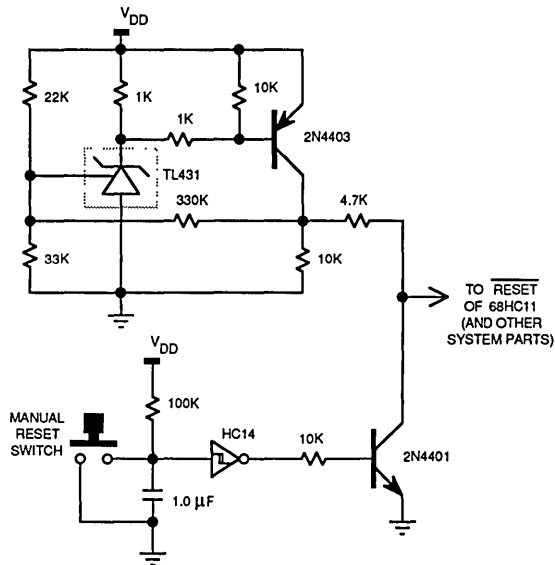 VDD
22K
1K
10K
1K
2N4403
TL431
330K
4.7K
33K
10K
TO RESET
OF 68HC11
(AND OTHER
SYSTEM PARTS)
VDD
MANUAL
RESET
SWITCH
100K
HC14
10K
2N4401
1.0 µF